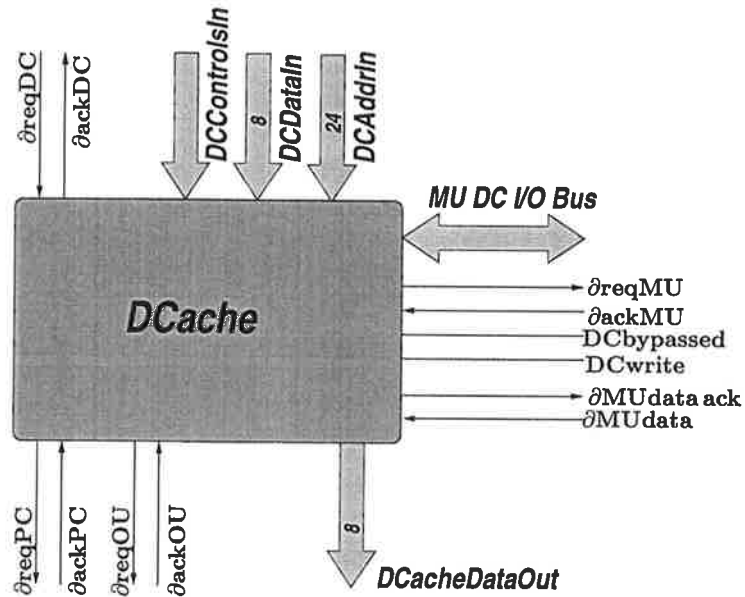 ∂reqDC
∂ackDC
DCControlsIn
8
DCDataIn
24
DCAddrIn
MU DC I/O Bus
DCache
∂reqMU
∂ackMU
DCbypassed
DCwrite
∂MUdata ack
∂MUdata
∂reqPC
∂ackPC
∂reqOU
∂ackOU
8
DCacheDataOut